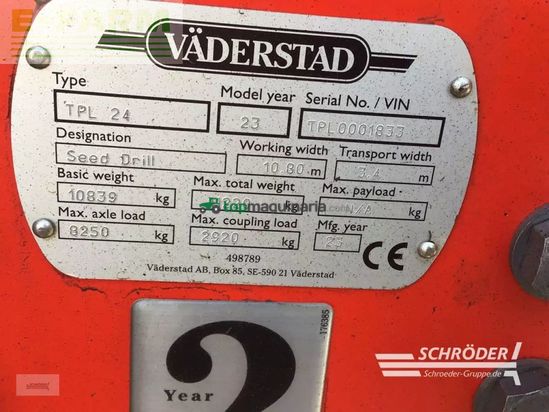 VÄDERSTAD
Type
Model year
Serial No. / VIN
TPL 24
23
TPL0001833
Designation
Working width
Transport width
Seed Drill
10.80 m
3.4 m
Basic weight
Max. total weight
Max. payload
10839 kg
kg
N/A kg
Max. axle load
Max. coupling load
Mfg. year
8250 kg
2920 kg
23
CE
498789
Väderstad AB, Box 85, SE-590 21 Väderstad
topmaquinaria.com
176385
2
Year
SCHRÖDER
Schroeder-Gruppe.de